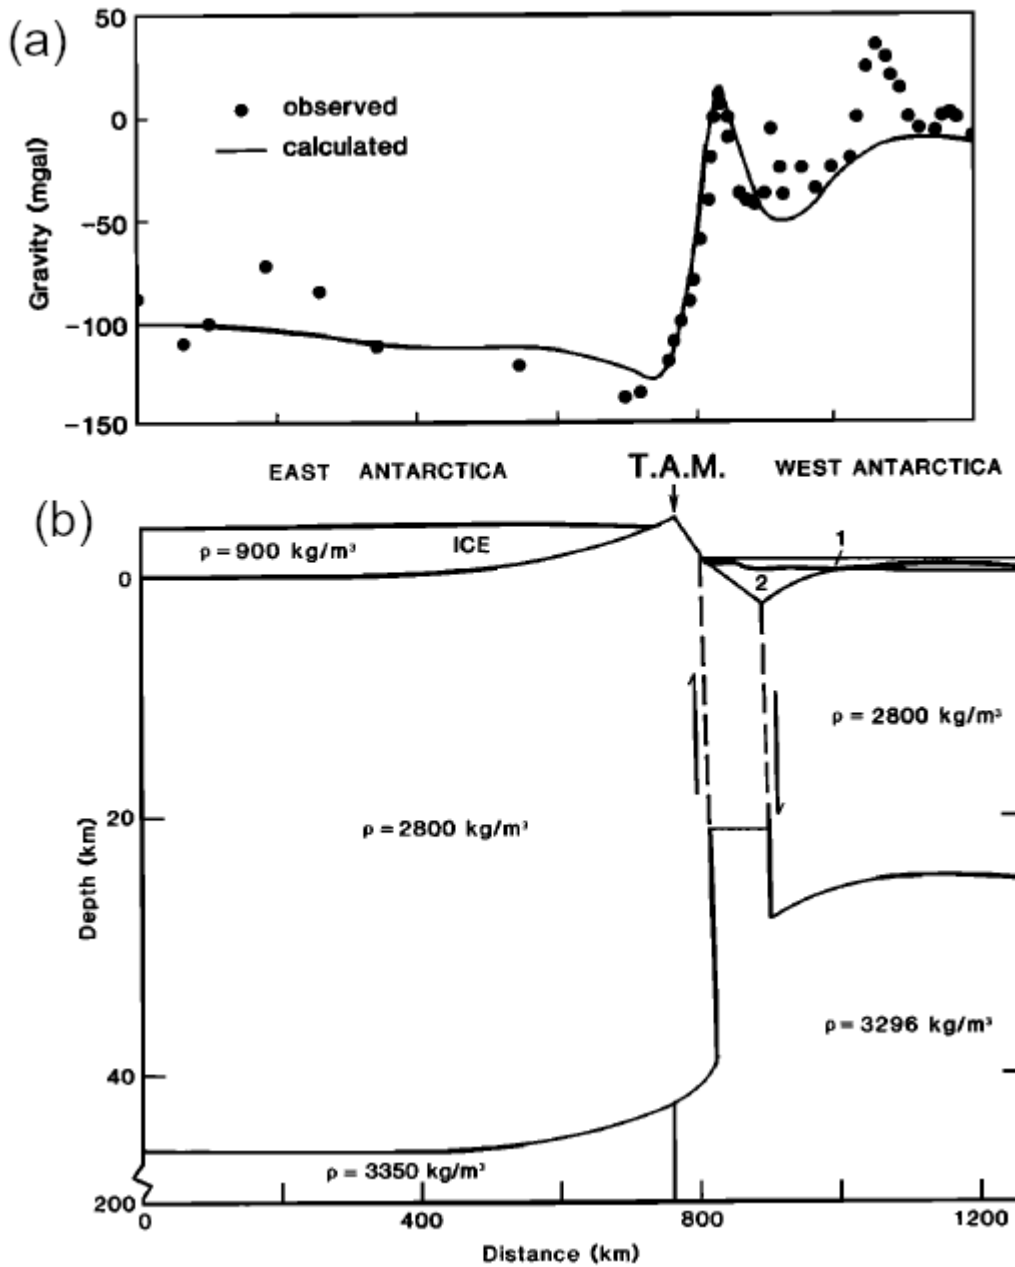 (a)
50
0
−50
−100
−150
Gravity (mgal)
observed
calculated
EAST ANTARCTICA
T.A.M.
WEST ANTARCTICA
(b)
ρ = 900 kg/m³
ICE
1
2
0
20
40
200
Depth (km)
ρ = 2800 kg/m³
ρ = 2800 kg/m³
ρ = 3296 kg/m³
ρ = 3350 kg/m³
0
400
800
1200
Distance (km)